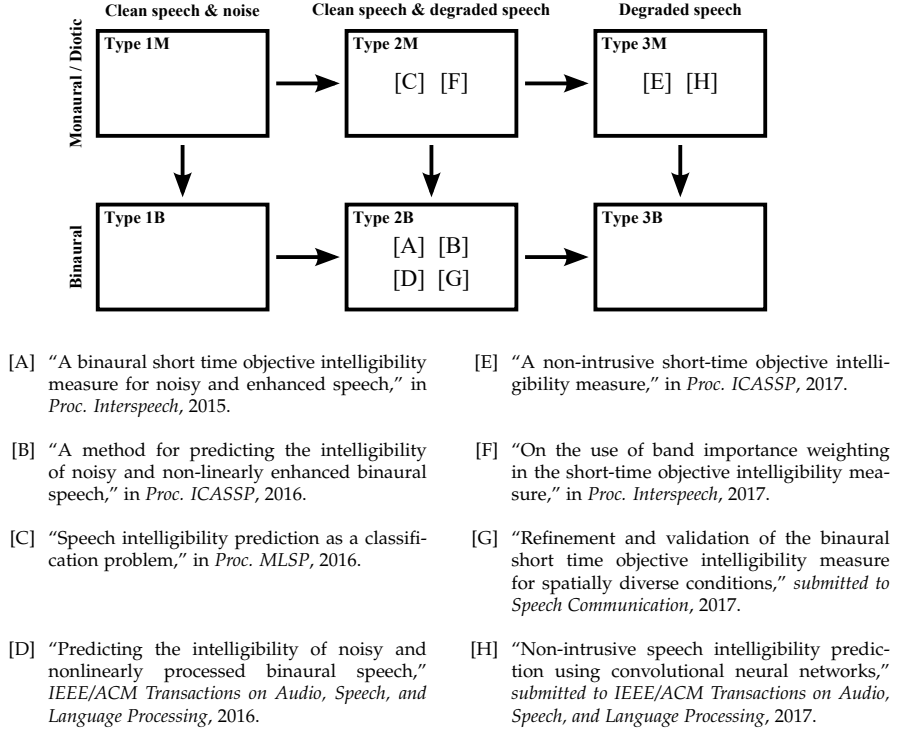 Clean speech & noise
Clean speech & degraded speech
Degraded speech
Monaural / Diotic
Type 1M
Type 2M
[C] [F]
Type 3M
[E] [H]
Binaural
Type 1B
Type 2B
[A] [B]
[D] [G]
Type 3B
[A] “A binaural short time objective intelligibility
measure for noisy and enhanced speech,” in
Proc. Interspeech, 2015.
[B] “A method for predicting the intelligibility
of noisy and non-linearly enhanced binaural
speech,” in Proc. ICASSP, 2016.
[C] “Speech intelligibility prediction as a classifi-
cation problem,” in Proc. MLSP, 2016.
[D] “Predicting the intelligibility of noisy and
nonlinearly processed binaural speech,”
IEEE/ACM Transactions on Audio, Speech, and
Language Processing, 2016.
[E] “A non-intrusive short-time objective intelli-
gibility measure,” in Proc. ICASSP, 2017.
[F] “On the use of band importance weighting
in the short-time objective intelligibility mea-
sure,” in Proc. Interspeech, 2017.
[G] “Refinement and validation of the binaural
short time objective intelligibility measure
for spatially diverse conditions,” submitted to
Speech Communication, 2017.
[H] “Non-intrusive speech intelligibility predic-
tion using convolutional neural networks,”
submitted to IEEE/ACM Transactions on Audio,
Speech, and Language Processing, 2017.